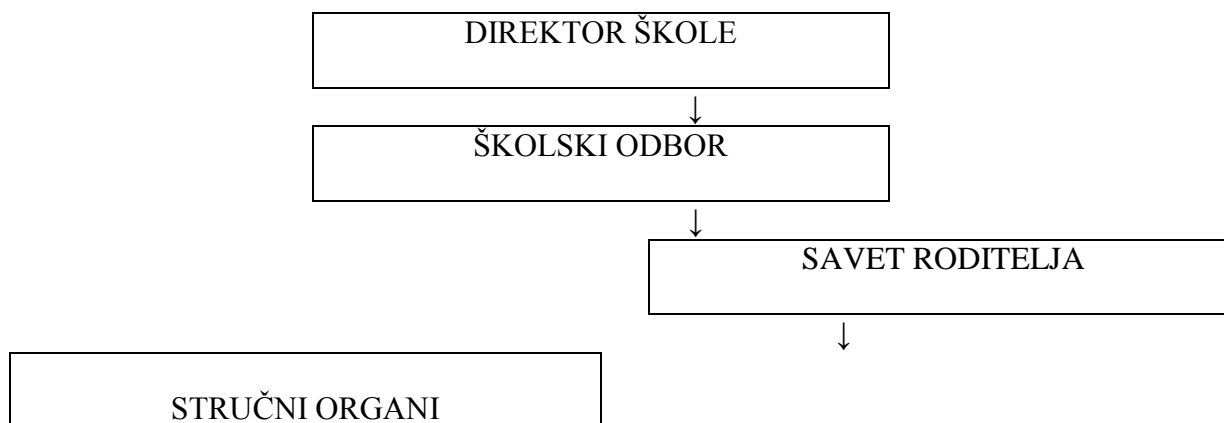 DIREKTOR ŠKOLE
↓
ŠKOLSKI ODBOR
↓
SAVET RODITELJA
↓
STRUČNI ORGANI